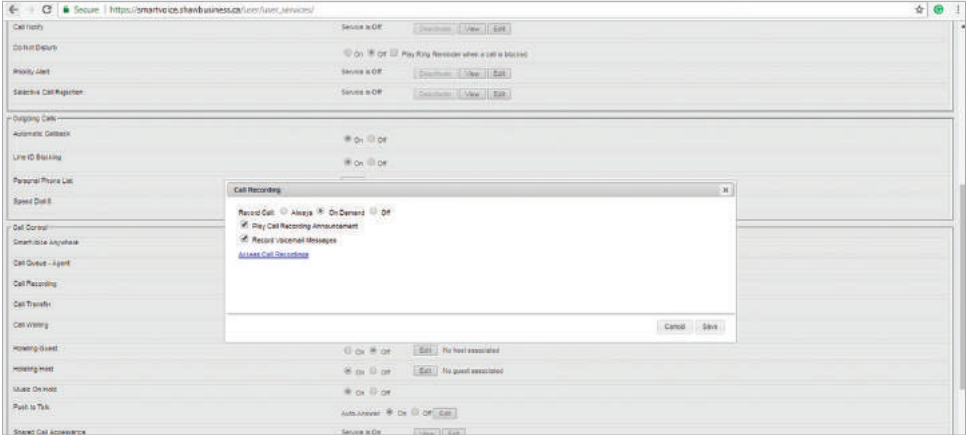 Secure | https://smartvoice.shawbusiness.ca/user/user_services/
Call Notify Service is Off Deactivate View Edit
Do Not Disturb On Off Play Ring Reminder when a call is blocked
Priority Alert Service is Off Deactivate View Edit
Selective Call Rejection Service is Off Deactivate View Edit
Outgoing Calls
Automatic Callback On Off
Line ID Blocking On Off
Personal Phone List
Speed Dial 8
Call Control
SmartVoice Anywhere
Call Queue - Agent
Call Recording
Call Transfer
Call Waiting
Call Recording x
Record Call: Always On Demand Off
Play Call Recording Announcement
Record Voicemail Messages
Access Call Recordings
Cancel Save
Hoteling Guest On Off Edit No host associated
Hoteling Host On Off Edit No guest associated
Music On Hold On Off
Push to Talk Auto Answer On Off Edit
Shared Call Appearance Service is On View Edit